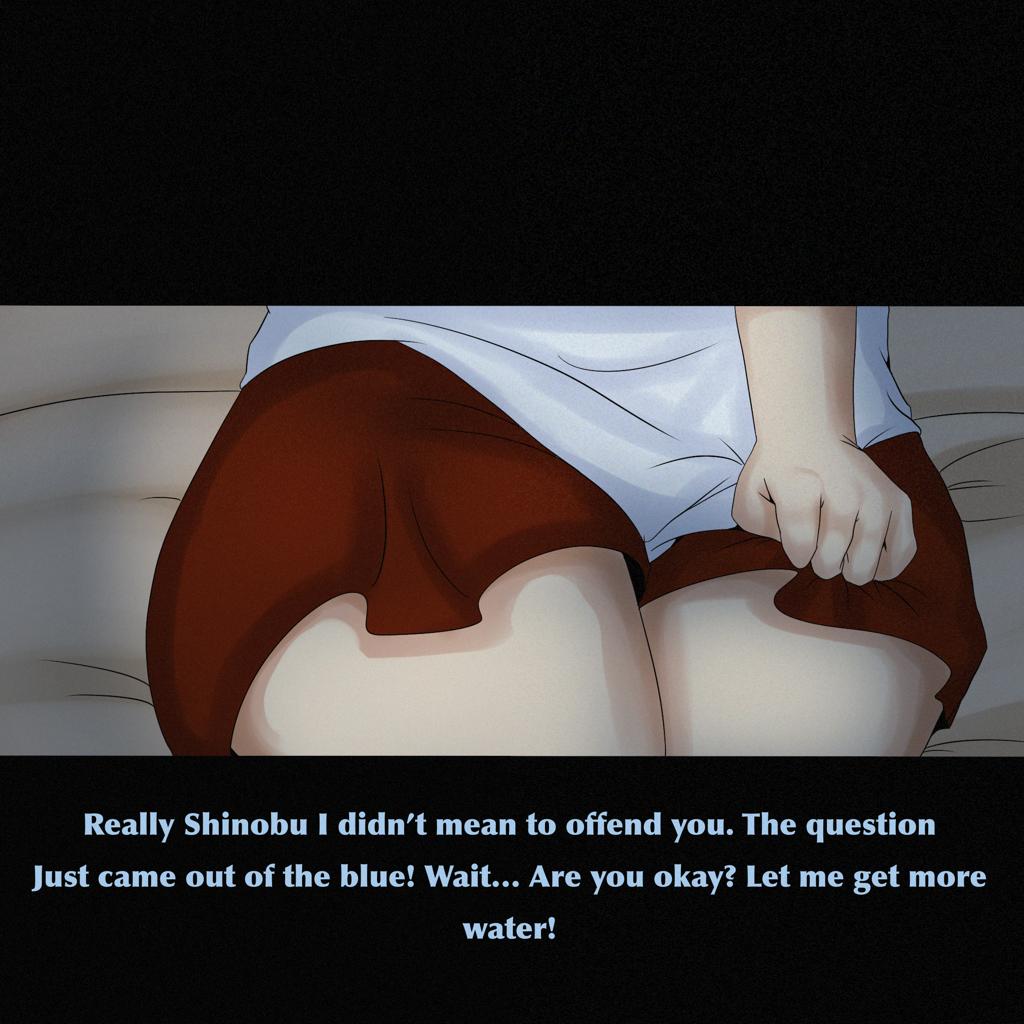 Really Shinobu I didn’t mean to offend you. The question
Just came out of the blue! Wait... Are you okay? Let me get more
water!